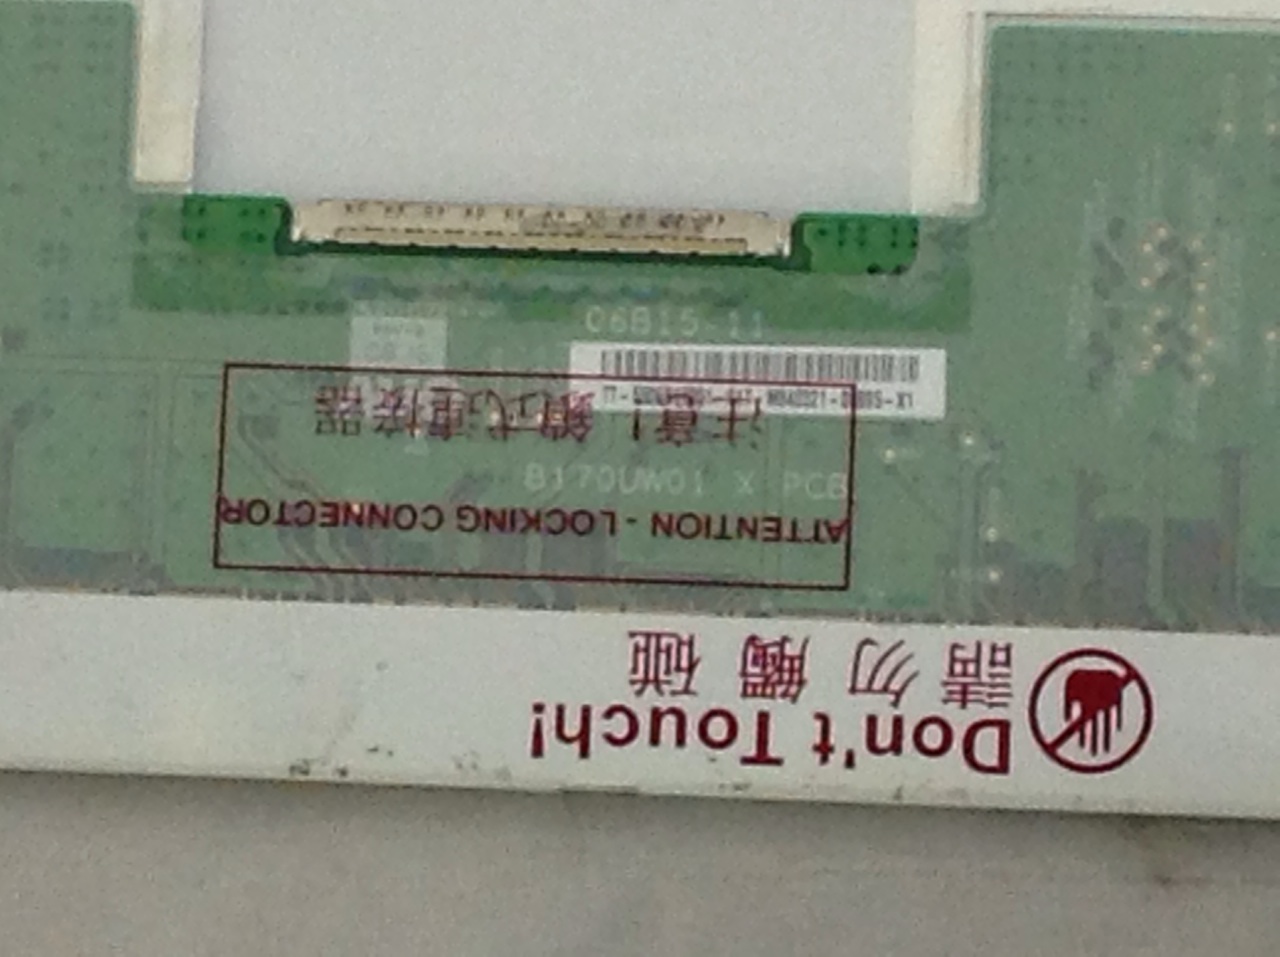 06B15-11
B170UW01 X PCB
注意！鎖式連接器
ATTENTION - LOCKING CONNECTOR
請勿觸碰
Don't Touch!